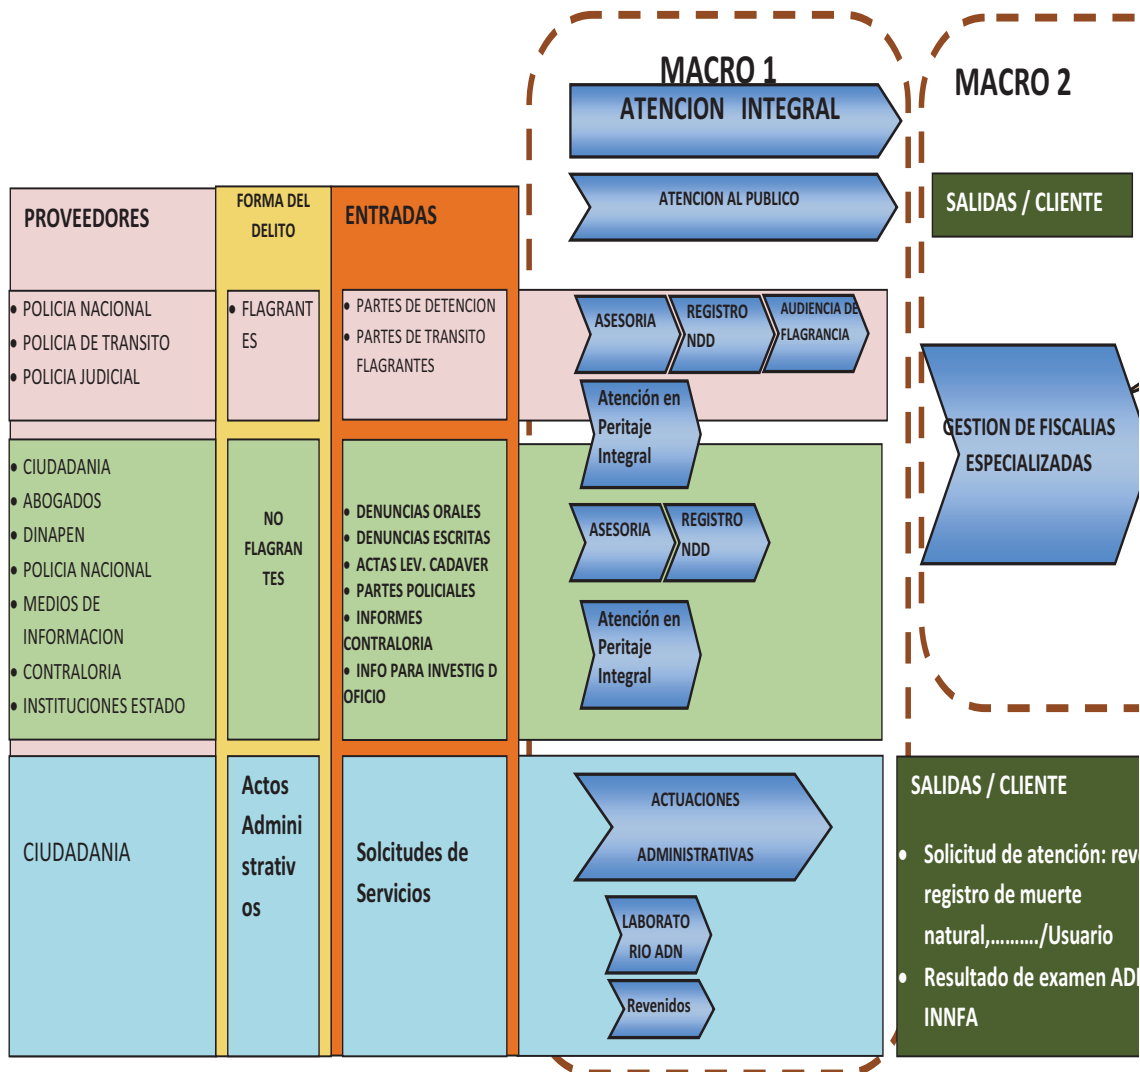 MACRO 1
ATENCION INTEGRAL
MACRO 2
ATENCION AL PUBLICO
SALIDAS / CLIENTE
PROVEEDORES
FORMA DEL
DELITO
ENTRADAS
• POLICIA NACIONAL
• POLICIA DE TRANSITO
• POLICIA JUDICIAL
• FLAGRANT
ES
• PARTES DE DETENCION
• PARTES DE TRANSITO
FLAGRANTES
ASESORIA
REGISTRO
NDD
AUDIENCIA DE
FLAGRANCIA
Atención en
Peritaje
Integral
GESTION DE FISCALIAS
ESPECIALIZADAS
• CIUDADANÍA
• ABOGADOS
• DINAPEN
• POLICIA NACIONAL
• MEDIOS DE
INFORMACION
• CONTRALORIA
• INSTITUCIONES ESTADO
NO
FLAGRAN
TES
• DENUNCIAS ORALES
• DENUNCIAS ESCRITAS
• ACTAS LEV. CADAVER
• PARTES POLICIALES
• INFORMES
CONTRALORIA
• INFO PARA INVESTIG D
OFICIO
ASESORIA
REGISTRO
NDD
Atención en
Peritaje
Integral
CIUDADANIA
Actos
Admini
strativ
os
Solcitudes de
Servicios
ACTUACIONES
ADMINISTRATIVAS
LABORATO
RIO ADN
Revenidos
SALIDAS / CLIENTE
• Solicitud de atención:
registro de muerte
natural,………./Usuario
• Resultado de examen
INNFA